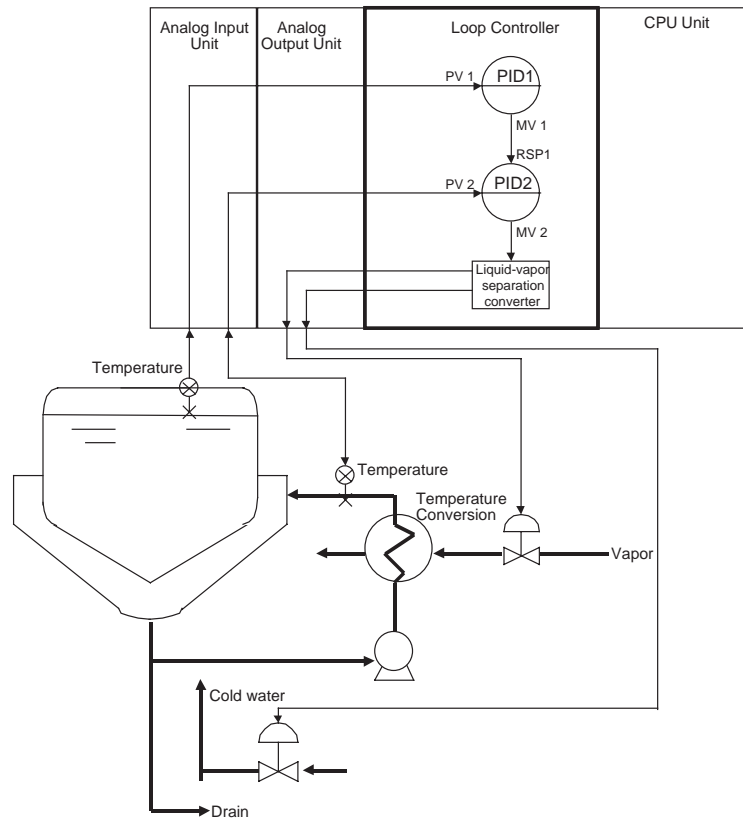 Analog Input
Unit
Analog
Output Unit
Loop Controller
CPU Unit
PV 1
PID1
MV 1
RSP1
PV 2
PID2
MV 2
Liquid-vapor
separation
converter
Temperature
Temperature
Temperature
Conversion
Vapor
Cold water
Drain